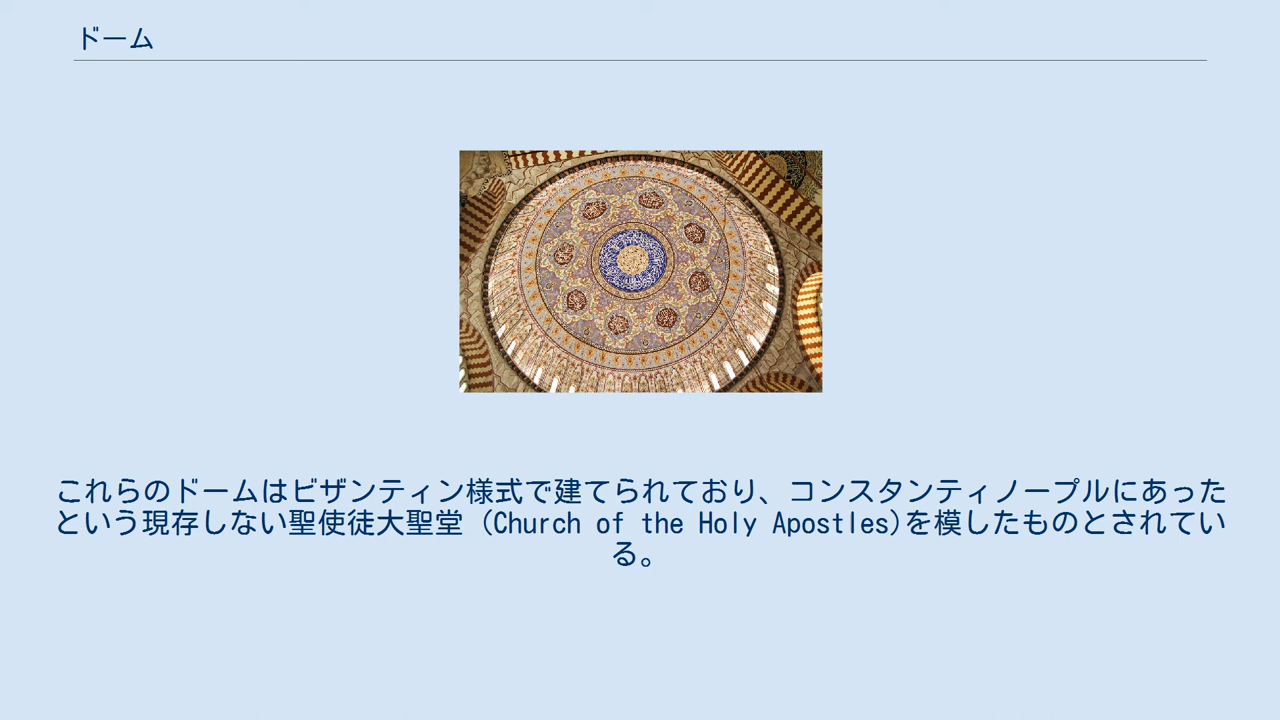 ドーム
これらのドームはビザンティン様式で建てられており、コンスタンティノープルにあった
という現存しない聖使徒大聖堂 (Church of the Holy Apostles)を模したものとされてい
る。